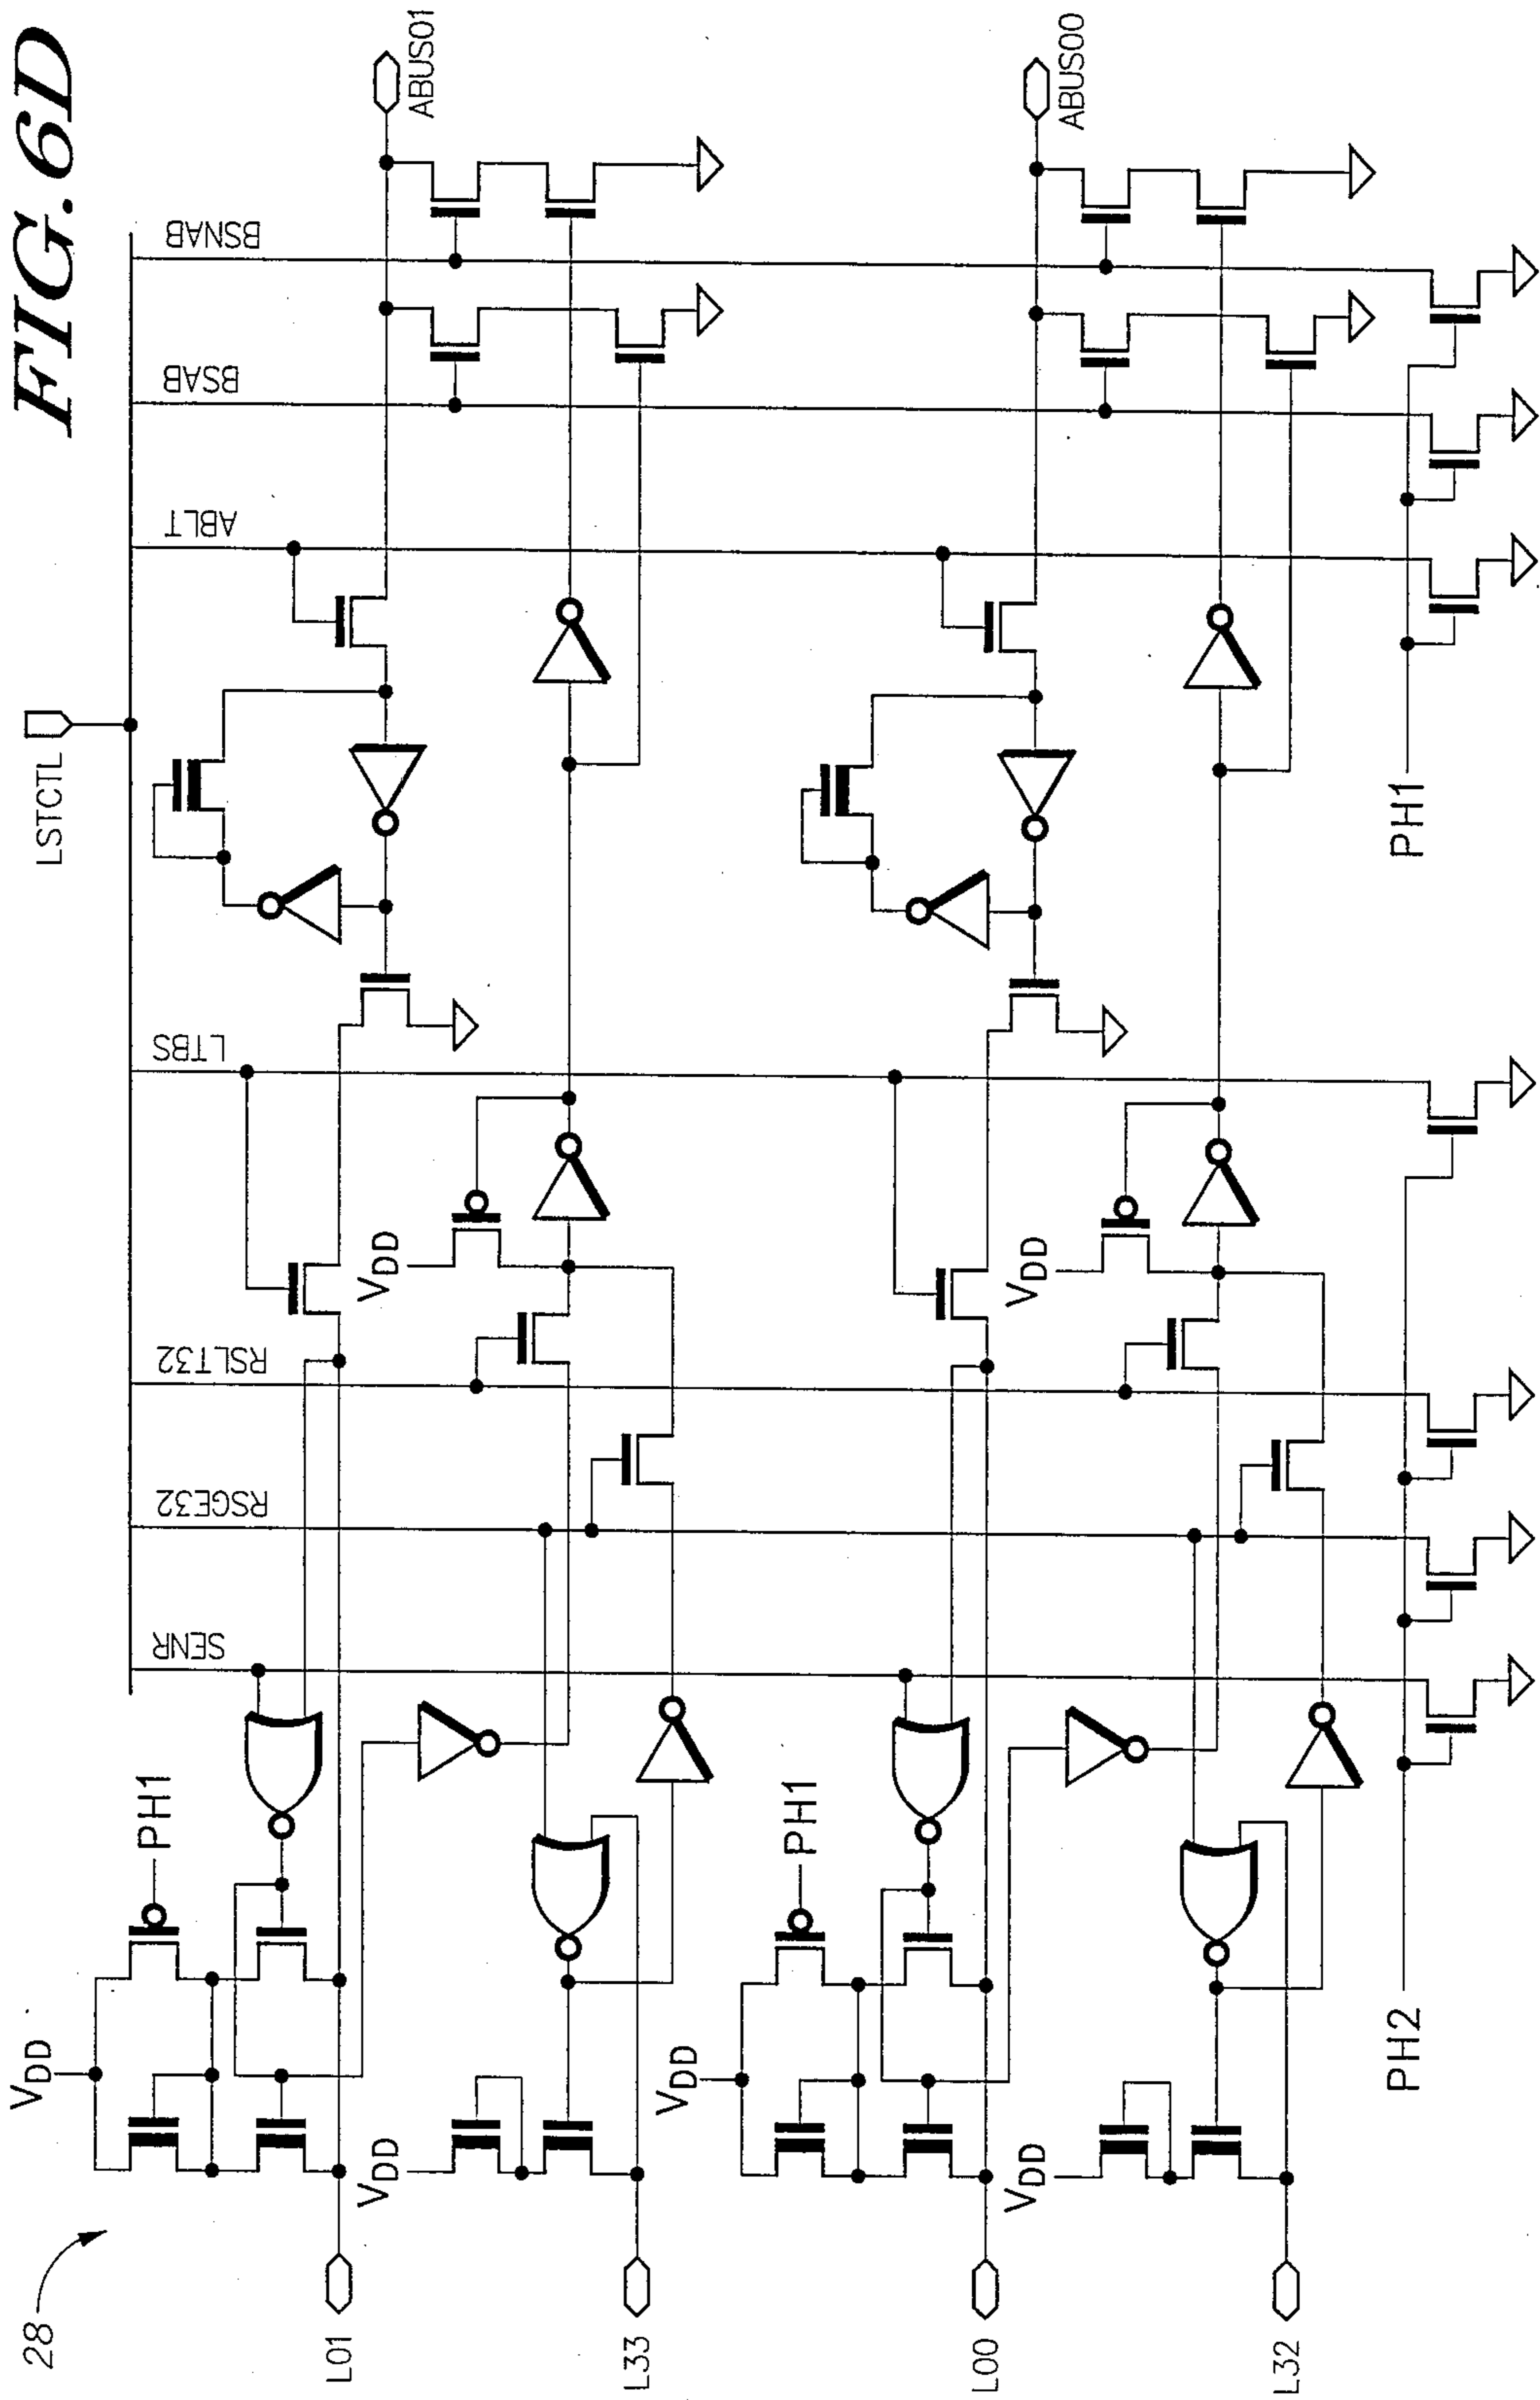 FIG. 6D
28
LSTCTL
SENR
RSGE32
RSLT32
LTBS
ABLT
BSAB
BSNAB
VDD
PH1
L01
ABUS01
VDD
VDD
L33
VDD
PH1
L00
ABUS00
VDD
VDD
L32
PH2
PH1